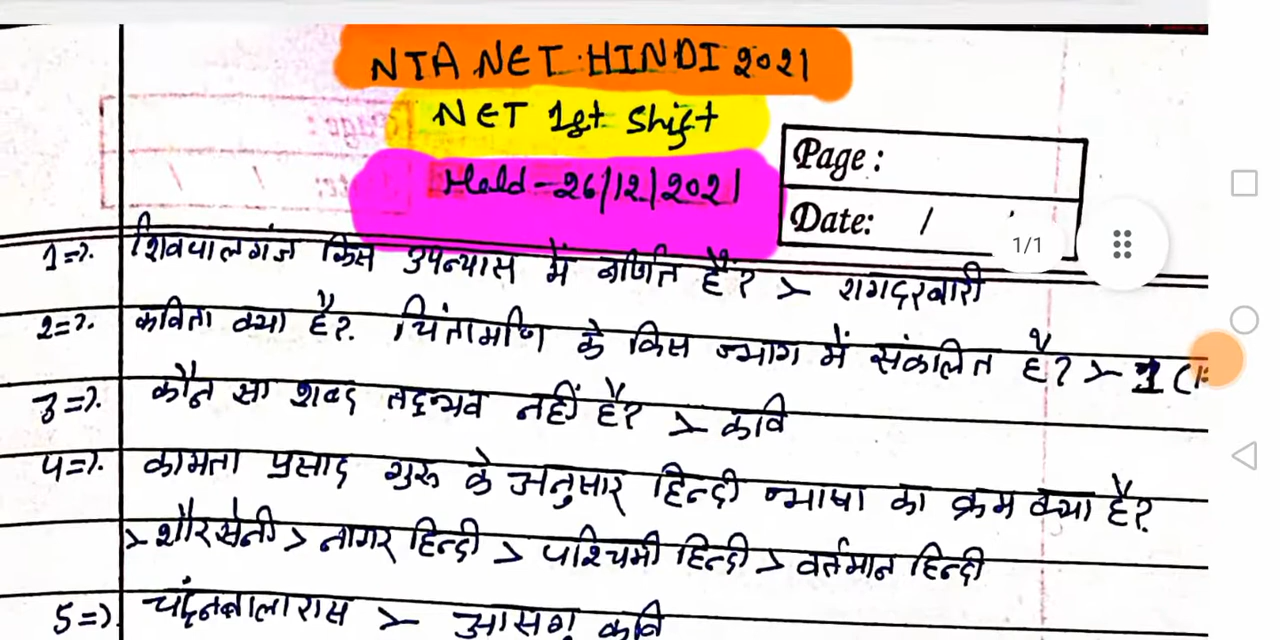 NTA NET HINDI 2021
NET 1st Shift
Held - 26/12/2021
Page :
Date: /
1/1
1=>. शिवपालगंज किस उपन्यास में वर्णित है? > रागदरबारी
2=>. कविता क्या है?. चिंतामणि के किस भाग में संकलित है? > 1 (
3=>. कौन सा शब्द तद्भव नहीं है? > कवि
4=>. कामता प्रसाद गुरू के अनुसार हिन्दी भाषा का क्रम क्या है?
> शौरसेनी > नागर हिन्दी > पश्चिमी हिन्दी > वर्तमान हिन्दी
5=>. चंदनबाला रास > आसगु कवि